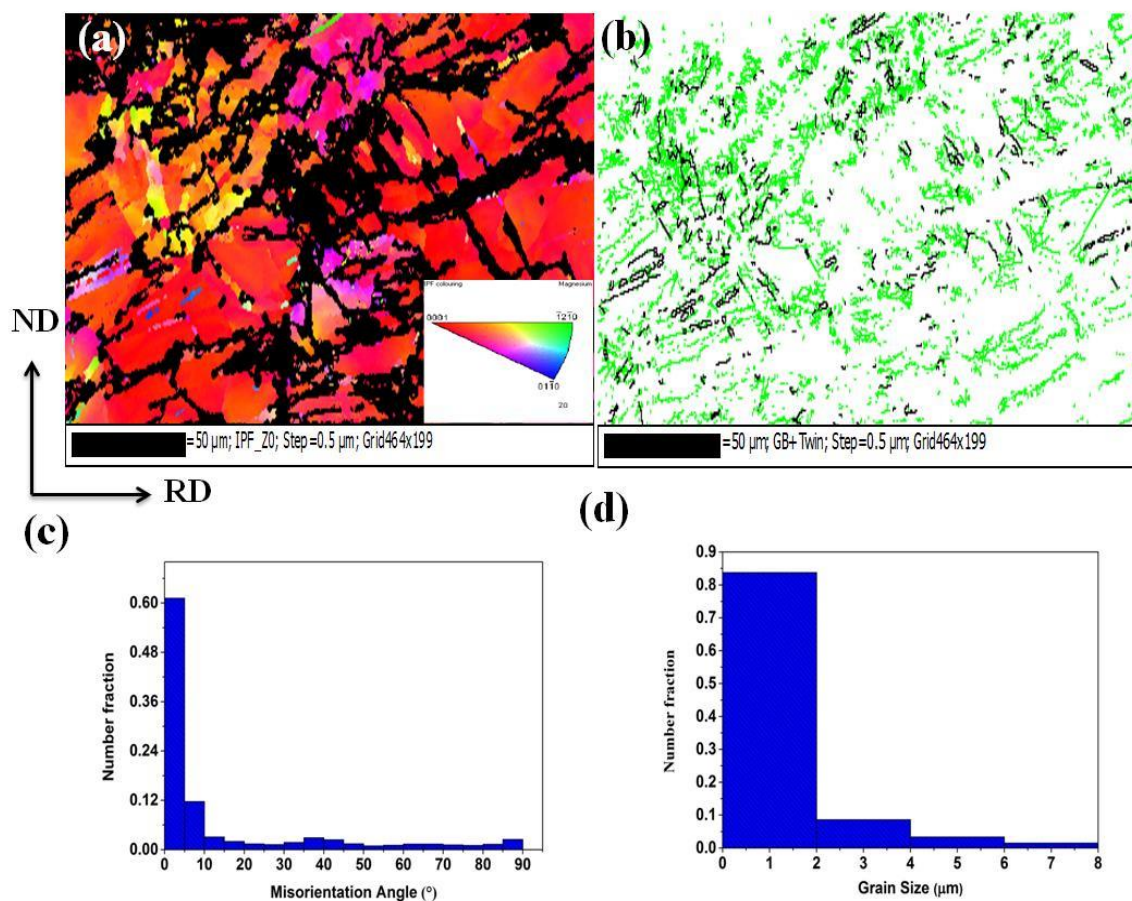 (a)
(b)
IPF colouring Magnesium
0001
1̅21̅0
011̅0
Z0
=50 µm; IPF_Z0; Step=0.5 µm; Grid464x199
=50 µm; GB+Twin; Step=0.5 µm; Grid464x199
ND
RD
(c)
(d)
0.60
0.48
0.36
0.24
0.12
0.00
Number fraction
0 10 20 30 40 50 60 70 80 90
Misorientation Angle (°)
0.9
0.8
0.7
0.6
0.5
0.4
0.3
0.2
0.1
0.0
Number fraction
0 1 2 3 4 5 6 7 8
Grain Size (µm)